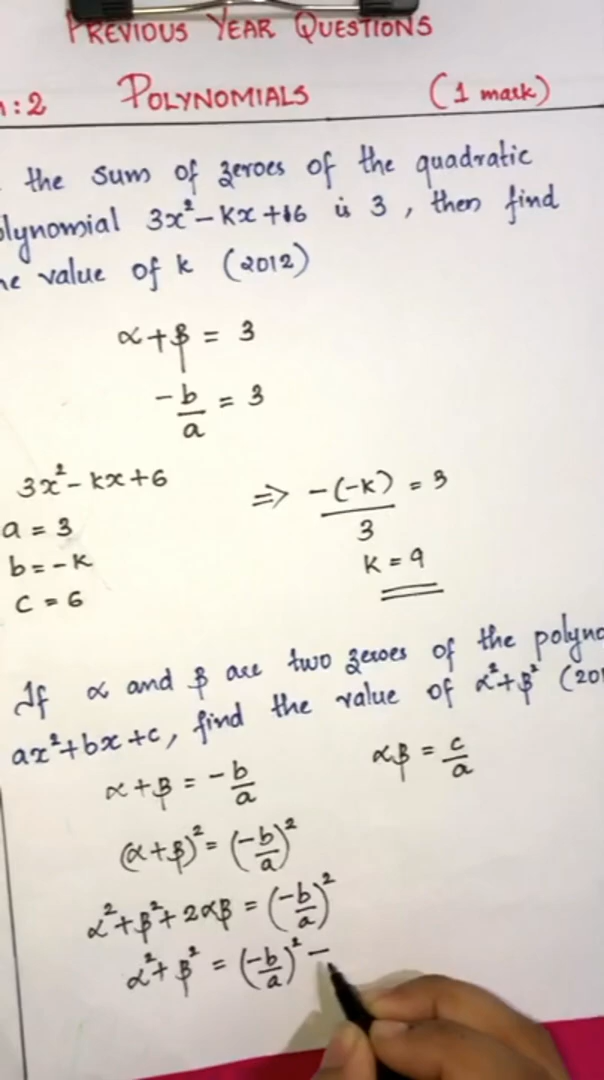 PREVIOUS YEAR QUESTIONS
:2 POLYNOMIALS (1 mark)
the sum of zeroes of the quadratic
olynomial 3x² - kx + 6 is 3, then find
he value of k (2012)
α + β = 3
-b/a = 3
3x² - kx + 6
a = 3
b = -k
c = 6
=> -(-k)/3 = 3
k = 9
If α and β are two zeroes of the polyno
ax² + bx + c, find the value of α² + β² (201
α + β = -b/a
αβ = c/a
(α + β)² = (-b/a)²
α² + β² + 2αβ = (-b/a)²
α² + β² = (-b/a)² -